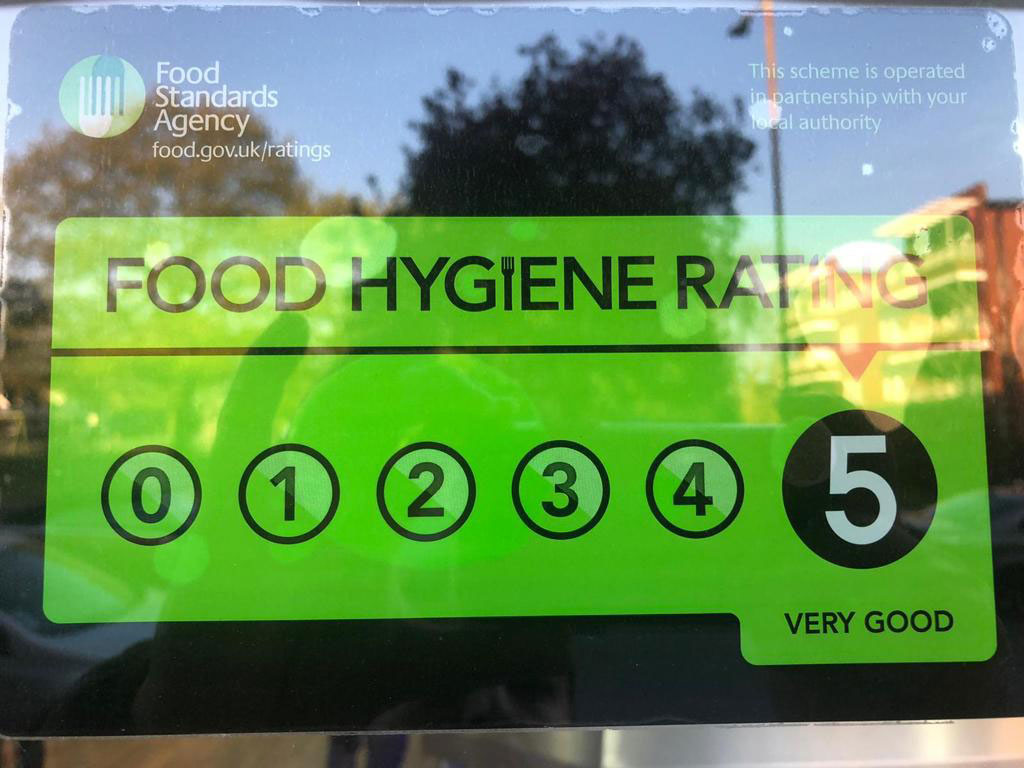 Food
Standards
Agency
food.gov.uk/ratings
This scheme is operated
in partnership with your
local authority
FOOD HYGIENE RATING
0 1 2 3 4 5
VERY GOOD